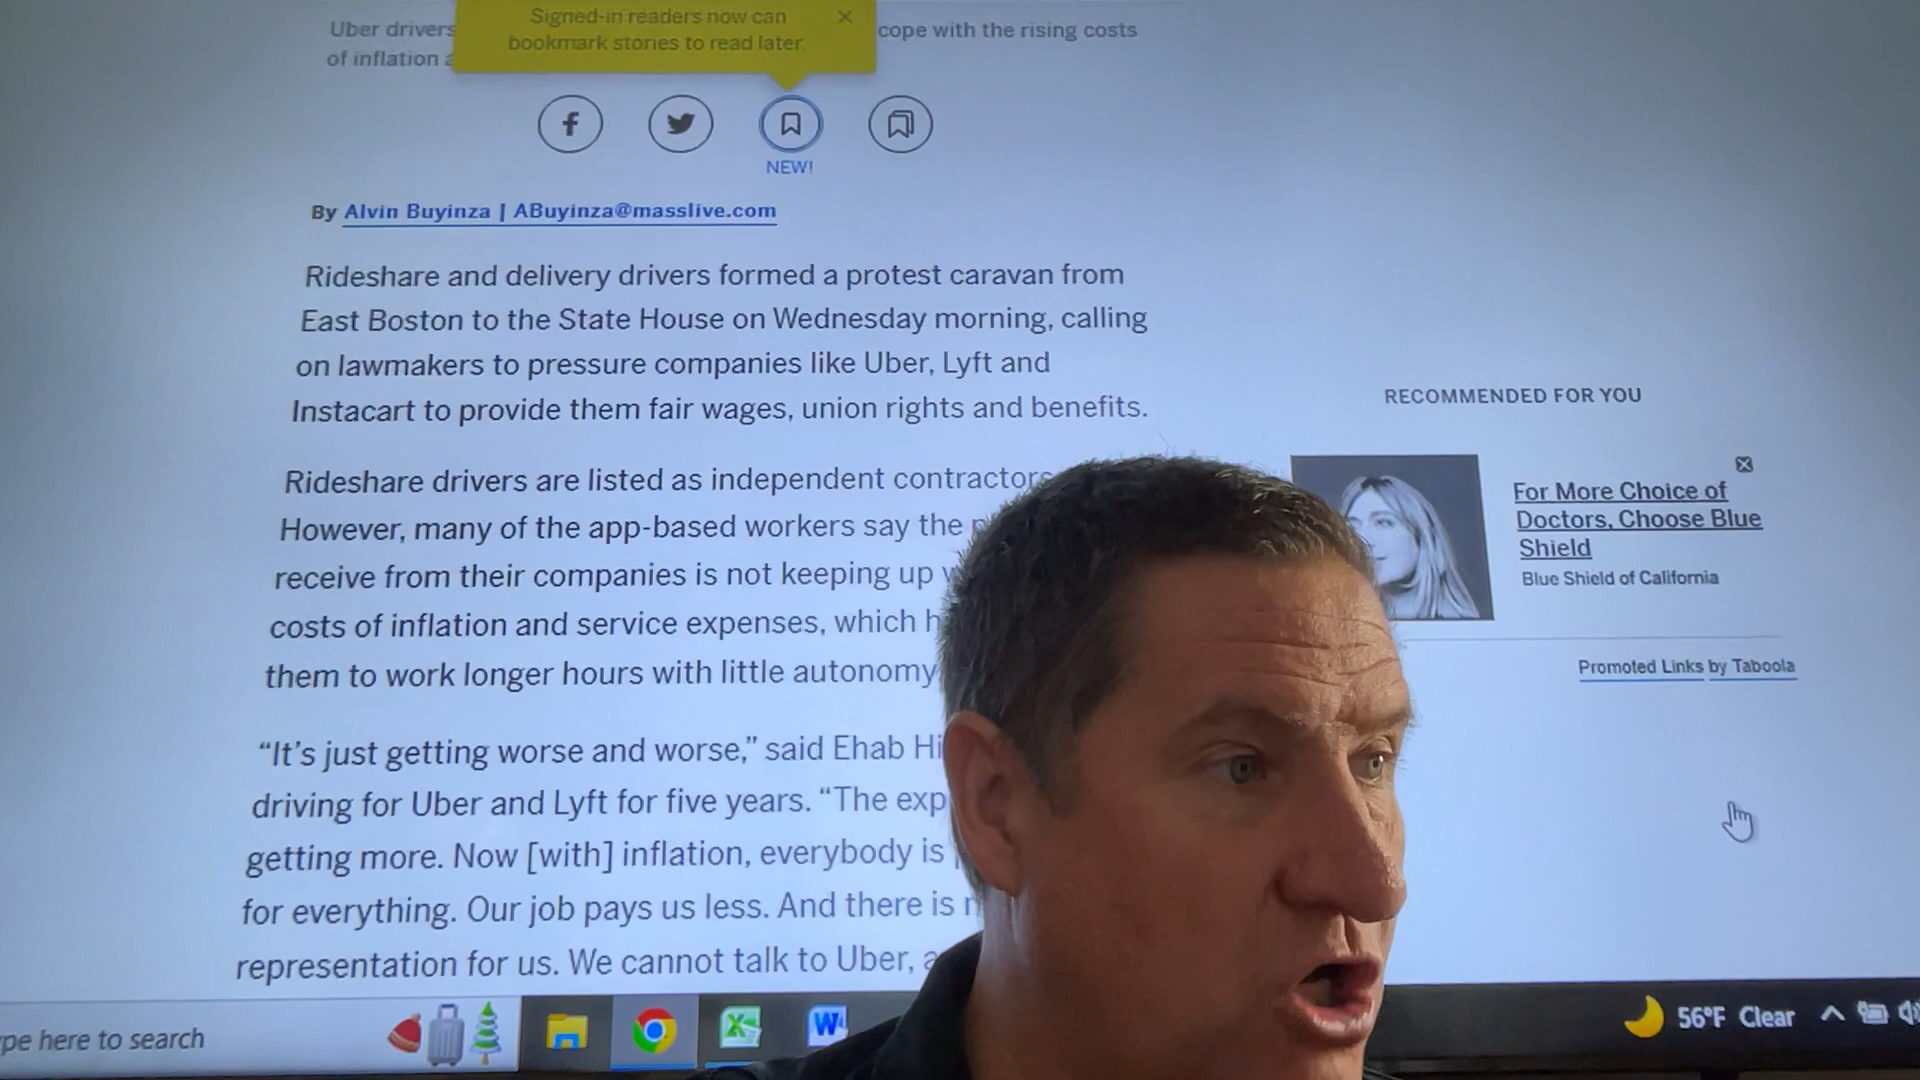 Uber drivers cope with the rising costs
of inflation
Signed-in readers now can
bookmark stories to read later.
NEW!
By Alvin Buyinza | ABuyinza@masslive.com
Rideshare and delivery drivers formed a protest caravan from
East Boston to the State House on Wednesday morning, calling
on lawmakers to pressure companies like Uber, Lyft and
Instacart to provide them fair wages, union rights and benefits.
Rideshare drivers are listed as independent contractors
However, many of the app-based workers say the
receive from their companies is not keeping up
costs of inflation and service expenses, which
them to work longer hours with little autonomy
“It’s just getting worse and worse,” said Ehab
driving for Uber and Lyft for five years. “The
getting more. Now [with] inflation, everybody is
for everything. Our job pays us less. And there is
representation for us. We cannot talk to Uber,
RECOMMENDED FOR YOU
For More Choice of
Doctors, Choose Blue
Shield
Blue Shield of California
Promoted Links by Taboola
pe here to search
56°F Clear